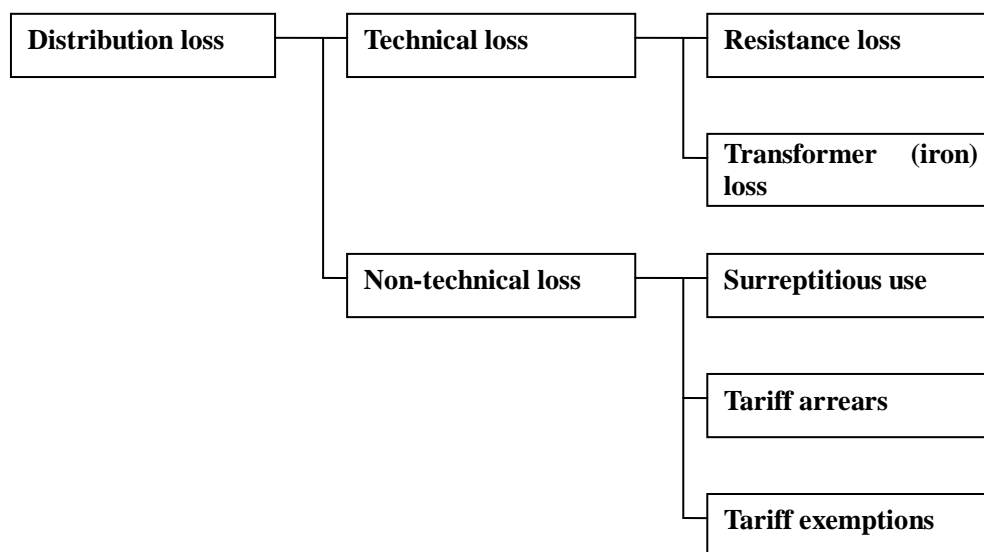 Distribution loss
Technical loss
Resistance loss
Transformer (iron)
loss
Non-technical loss
Surreptitious use
Tariff arrears
Tariff exemptions